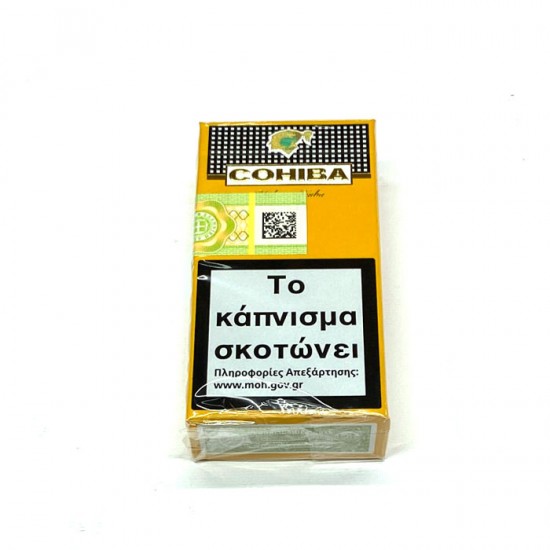 COHIBA
Το
κάπνισμα
σκοτώνει
Πληροφορίες Απεξάρτησης:
www.moh.gov.gr